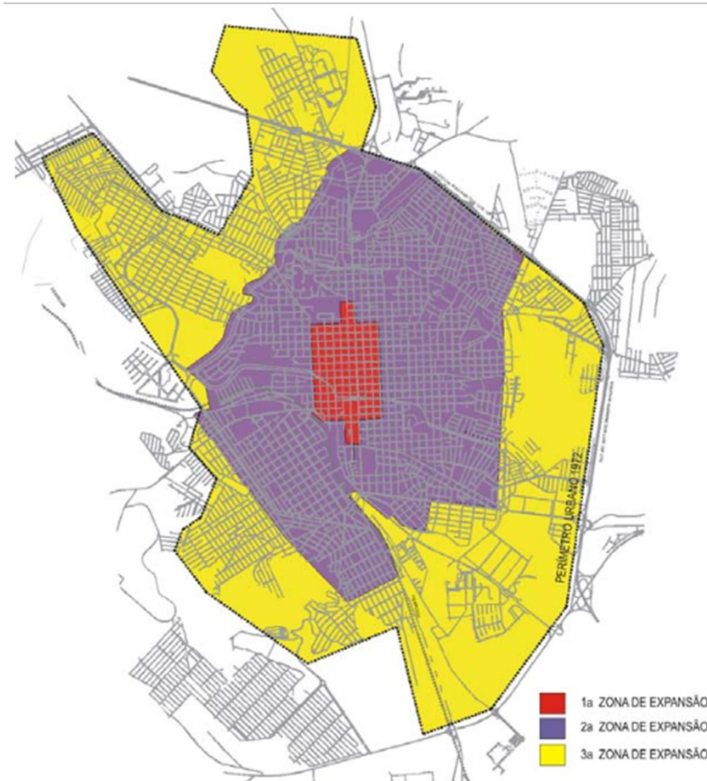 PERÍMETRO URBANO 1972
1a ZONA DE EXPANSÃO
2a ZONA DE EXPANSÃO
3a ZONA DE EXPANSÃO